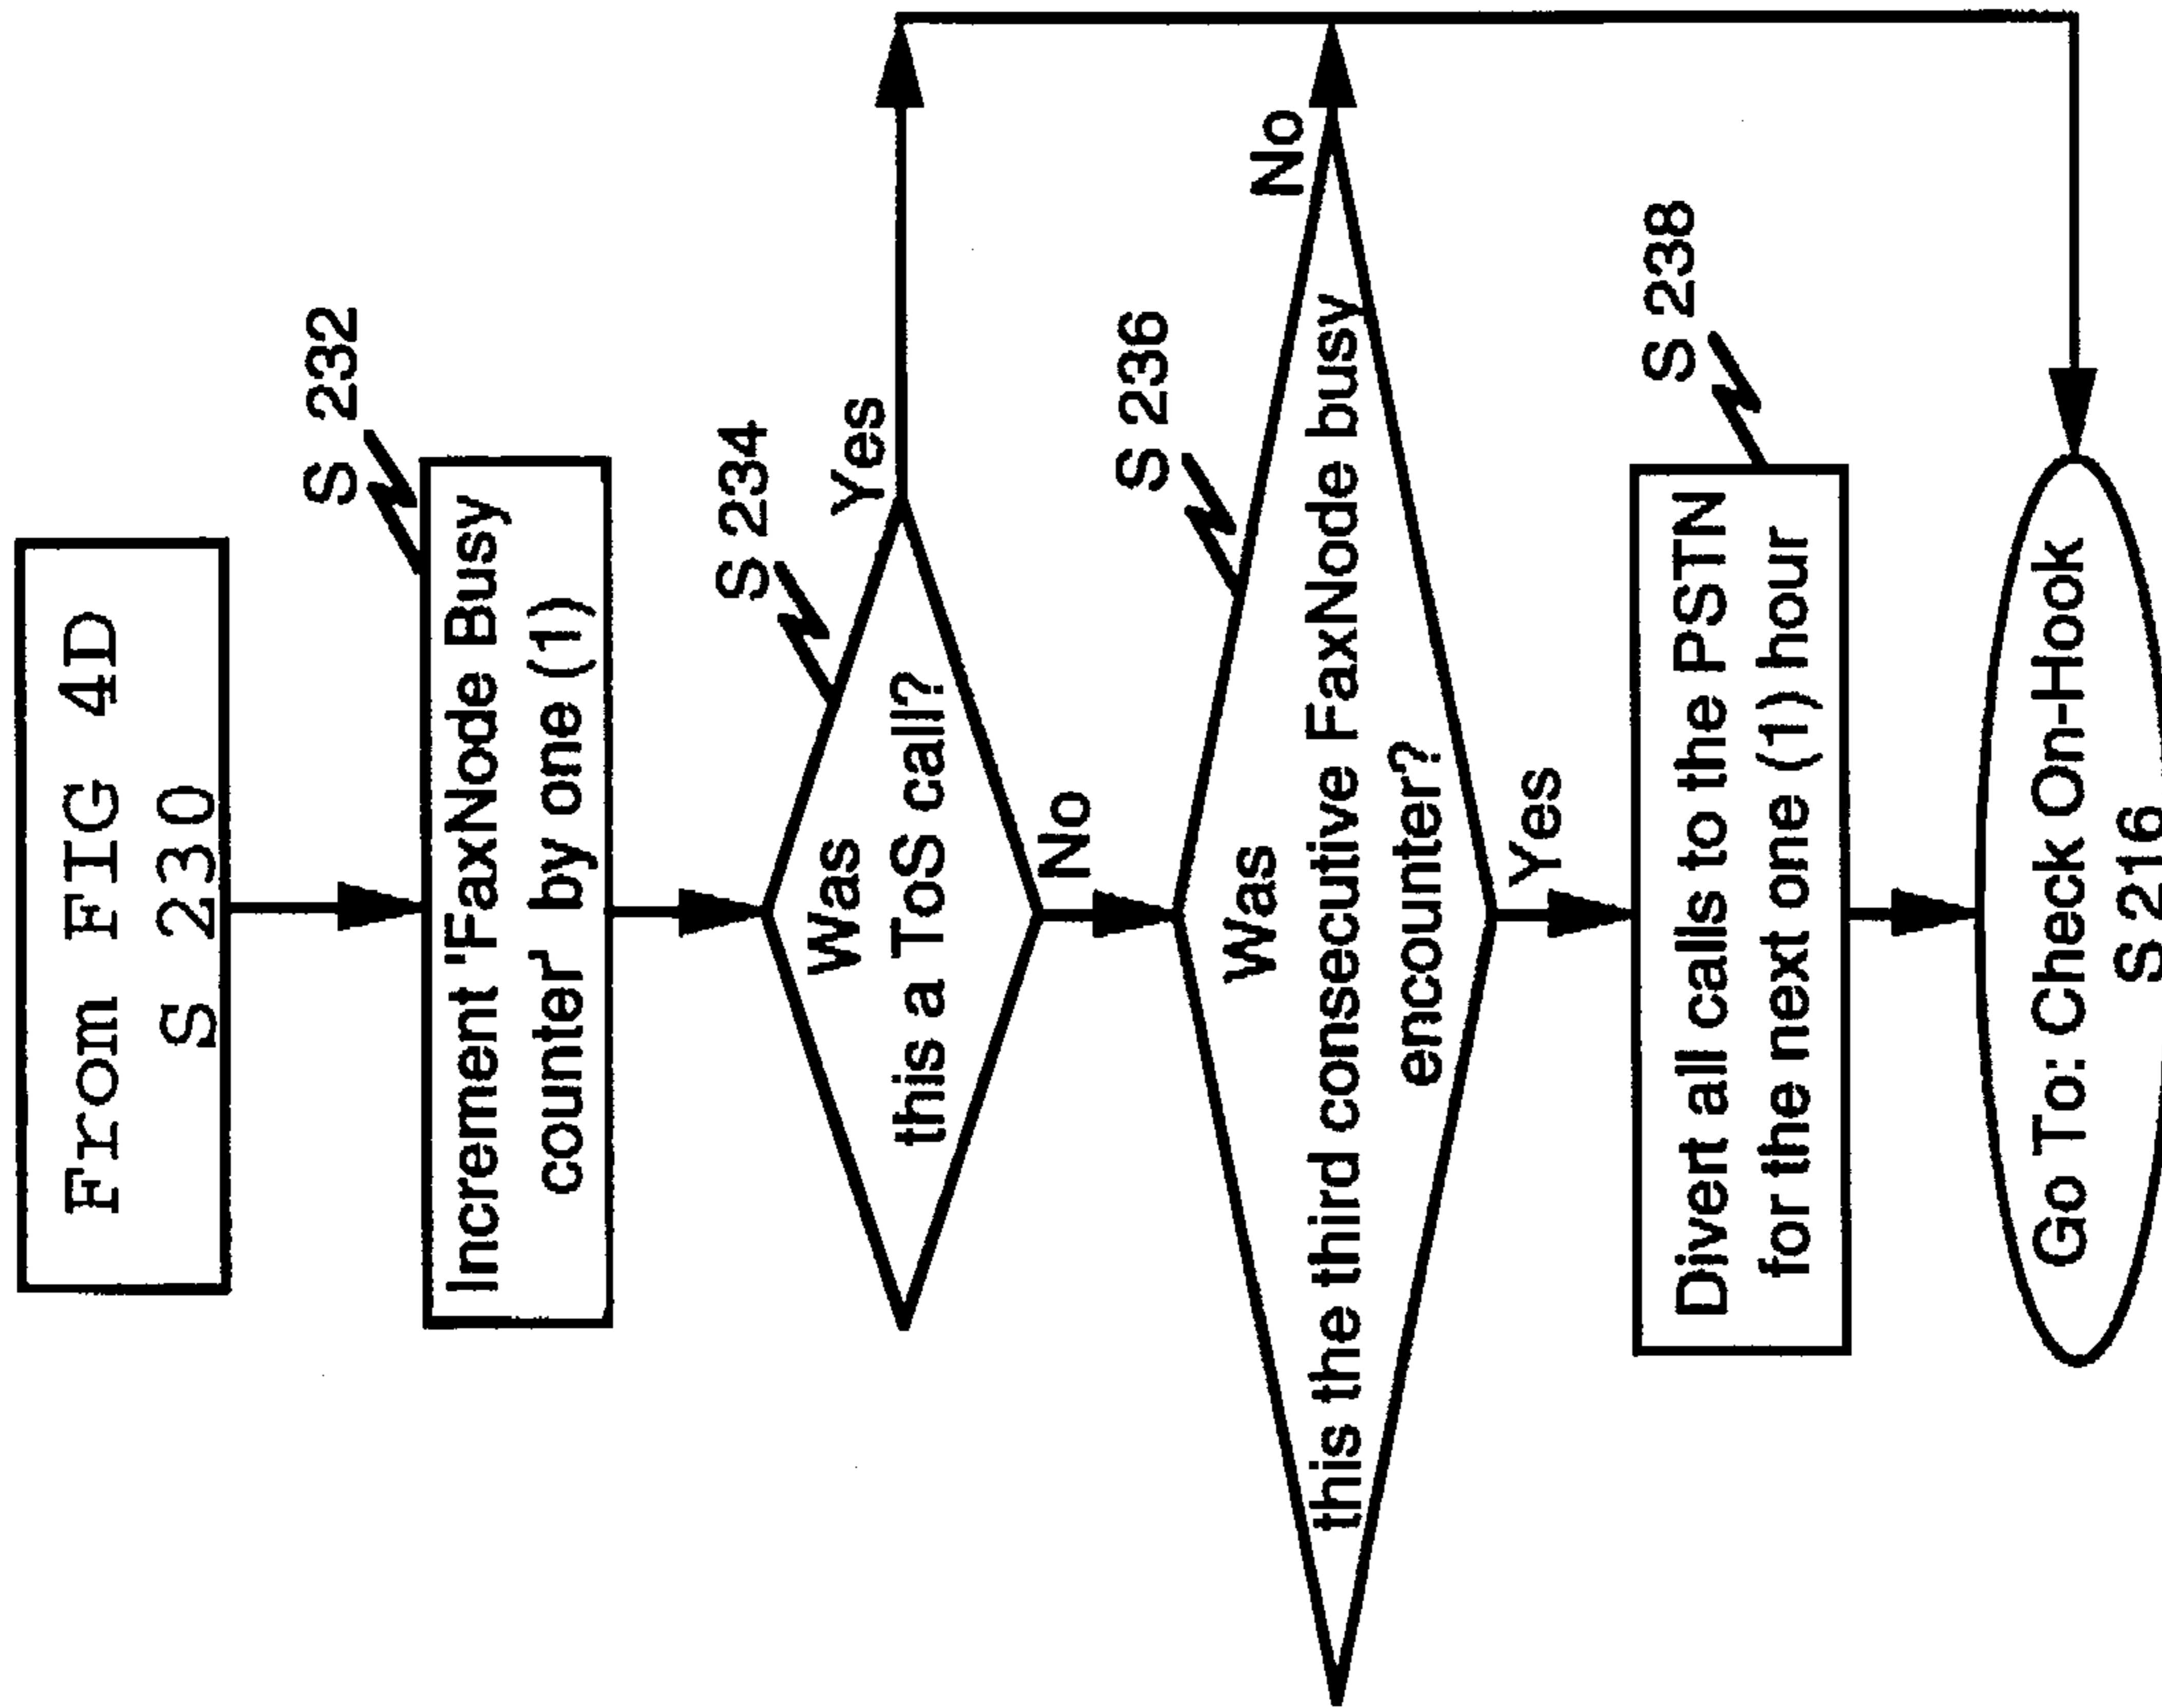 From FIG 4D
S 230
S 232
Increment 'FaxNode Busy
counter' by one (1)
S 234
Was
this a ToS call?
Yes
No
S 236
Was
this the third consecutive FaxNode busy
encounter?
No
Yes
S 238
Divert all calls to the PSTN
for the next one (1) hour
Go To: Check On-Hook
S 216